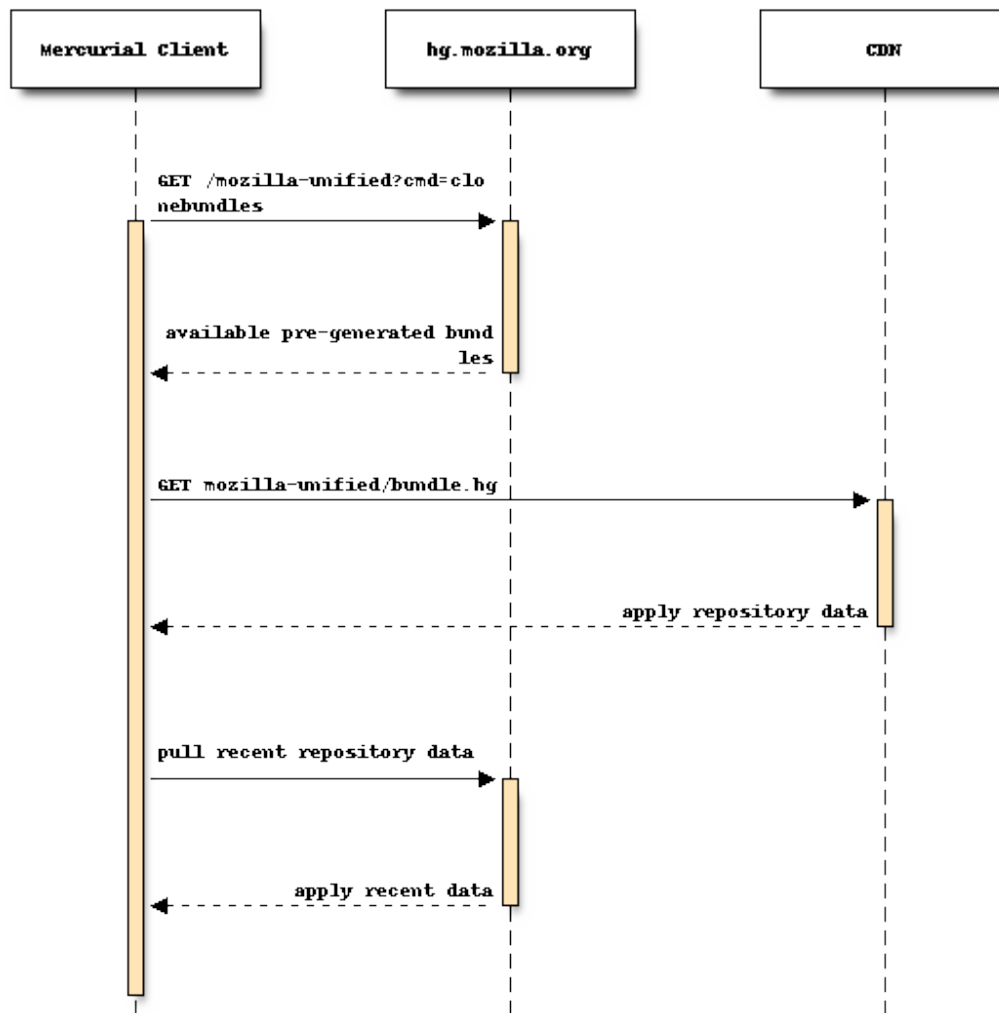 Mercurial Client
hg.mozilla.org
CDN
GET /mozilla-unified?cmd=clo
nebundles
available pre-generated bund
les
GET mozilla-unified/bundle.hg
apply repository data
pull recent repository data
apply recent data